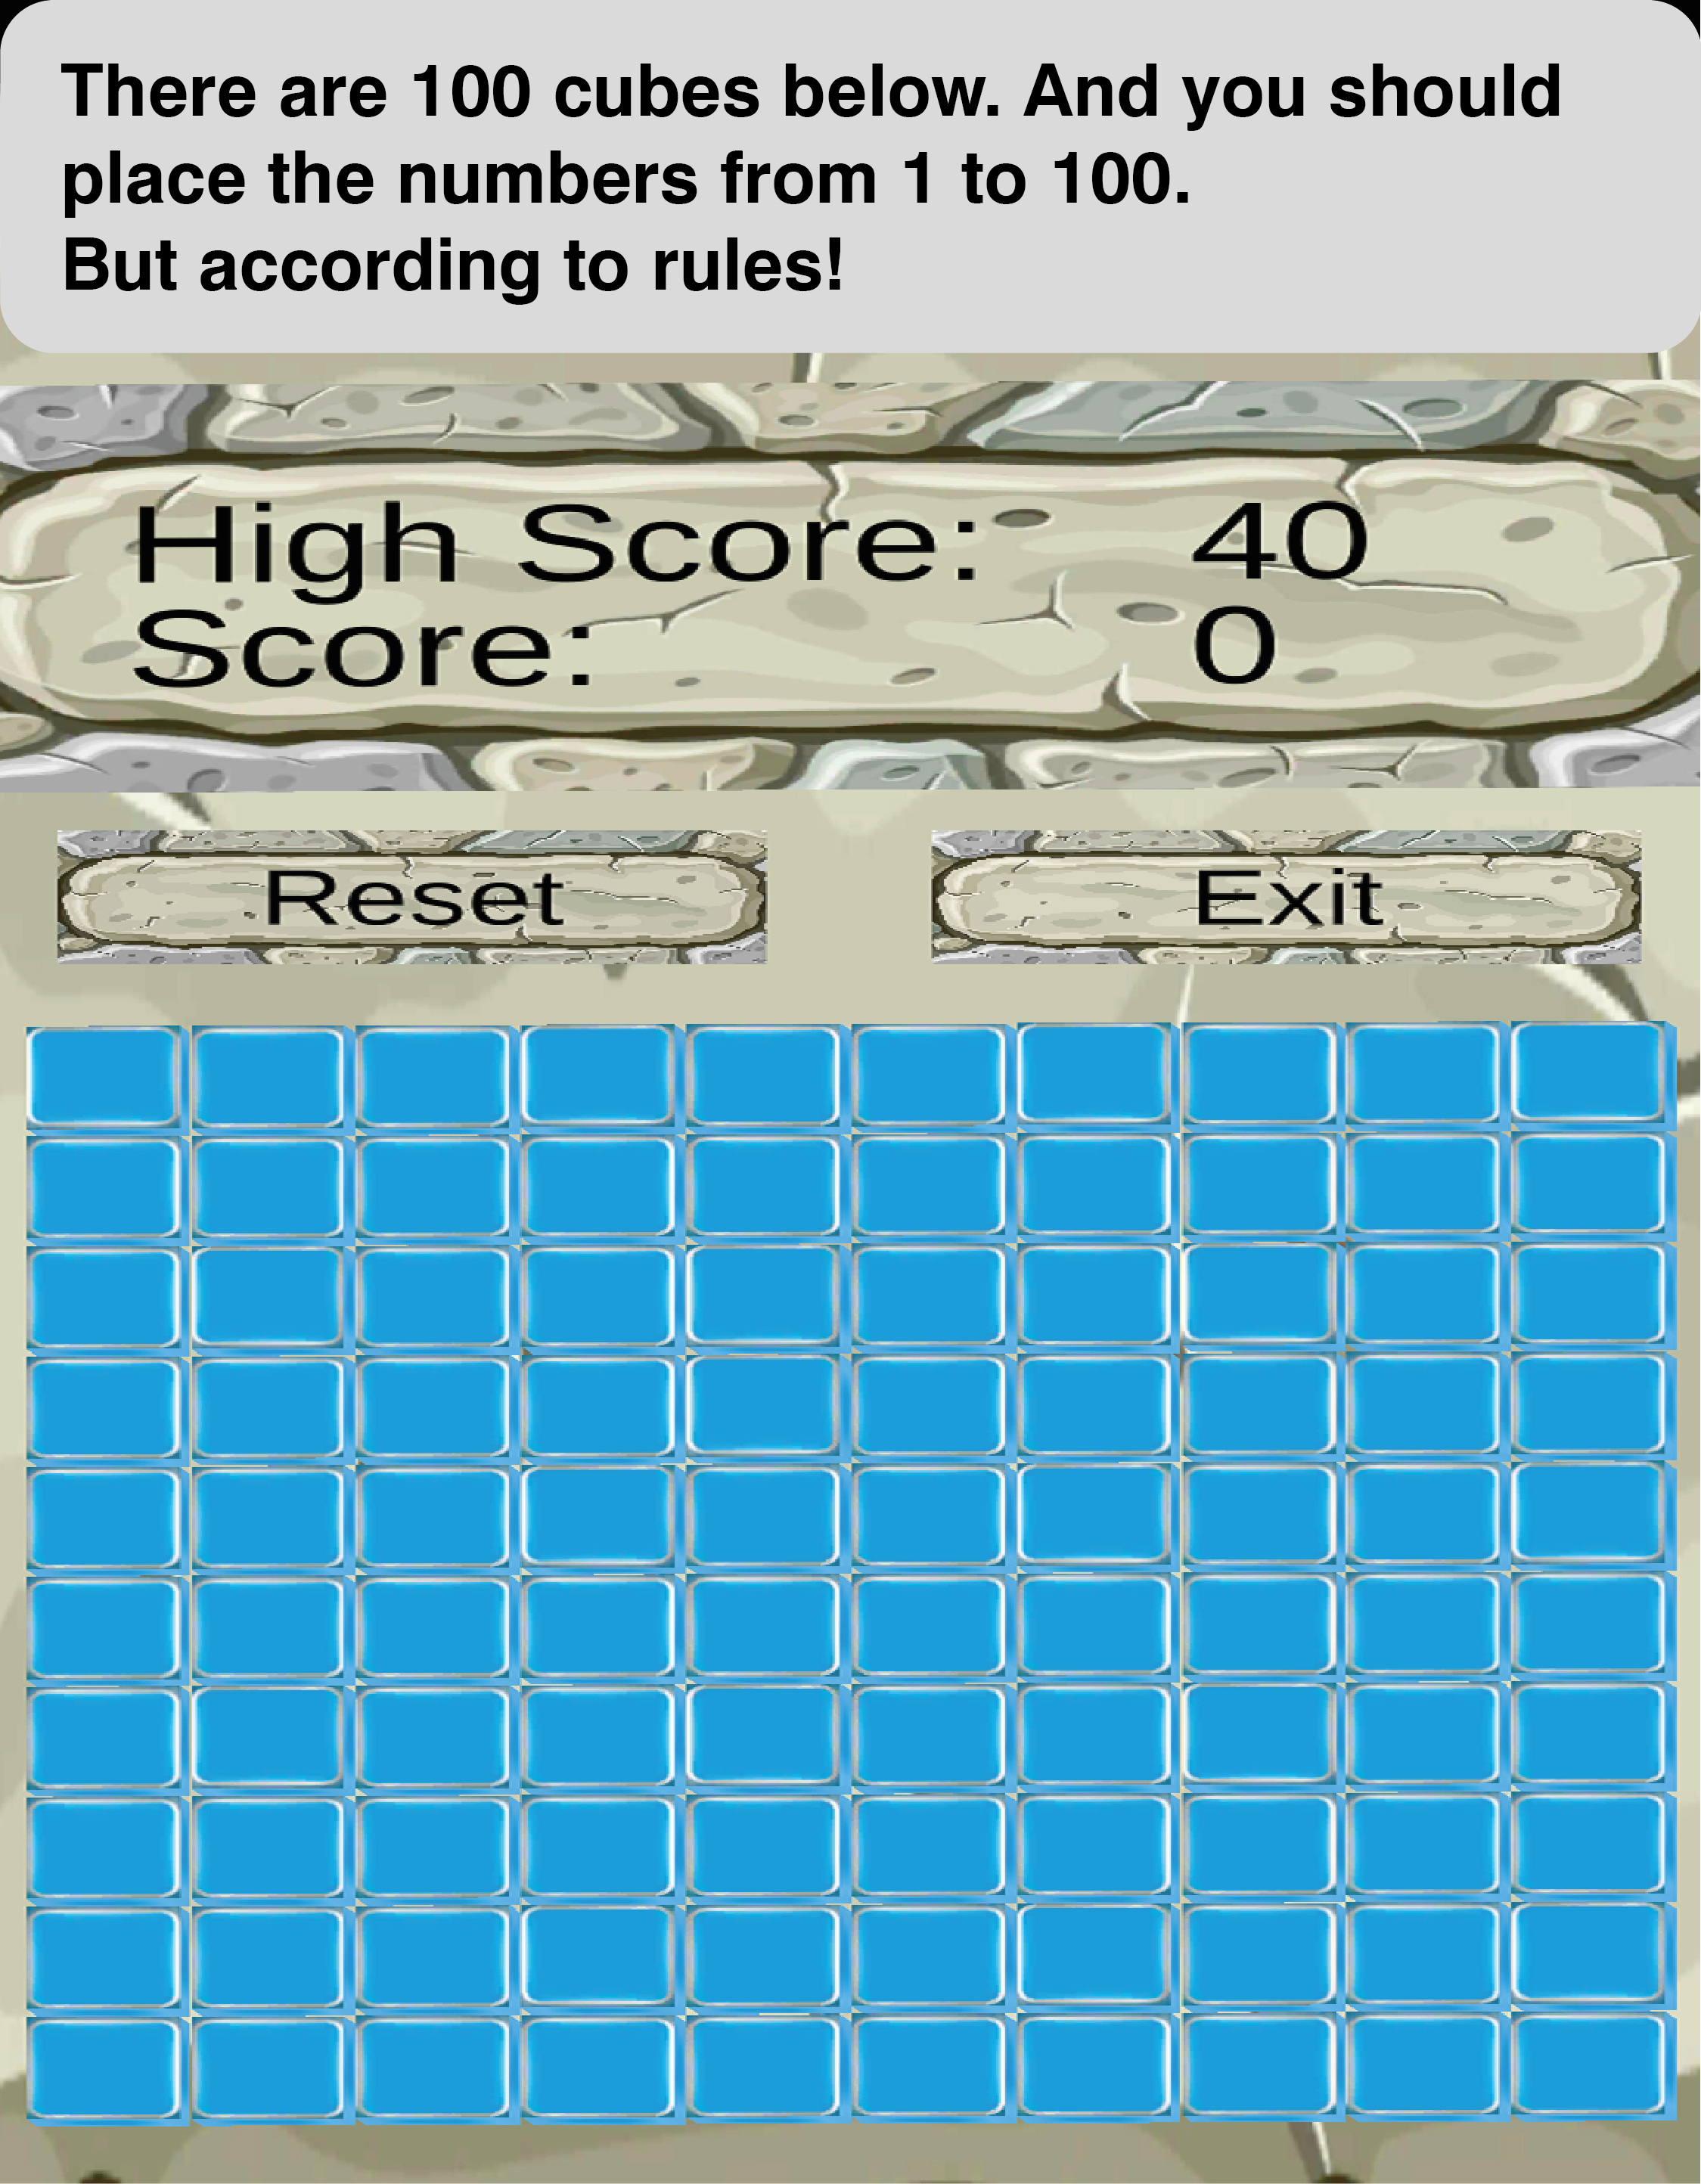 There are 100 cubes below. And you should
place the numbers from 1 to 100.
But according to rules!
High Score: 40
Score: 0
Reset Exit